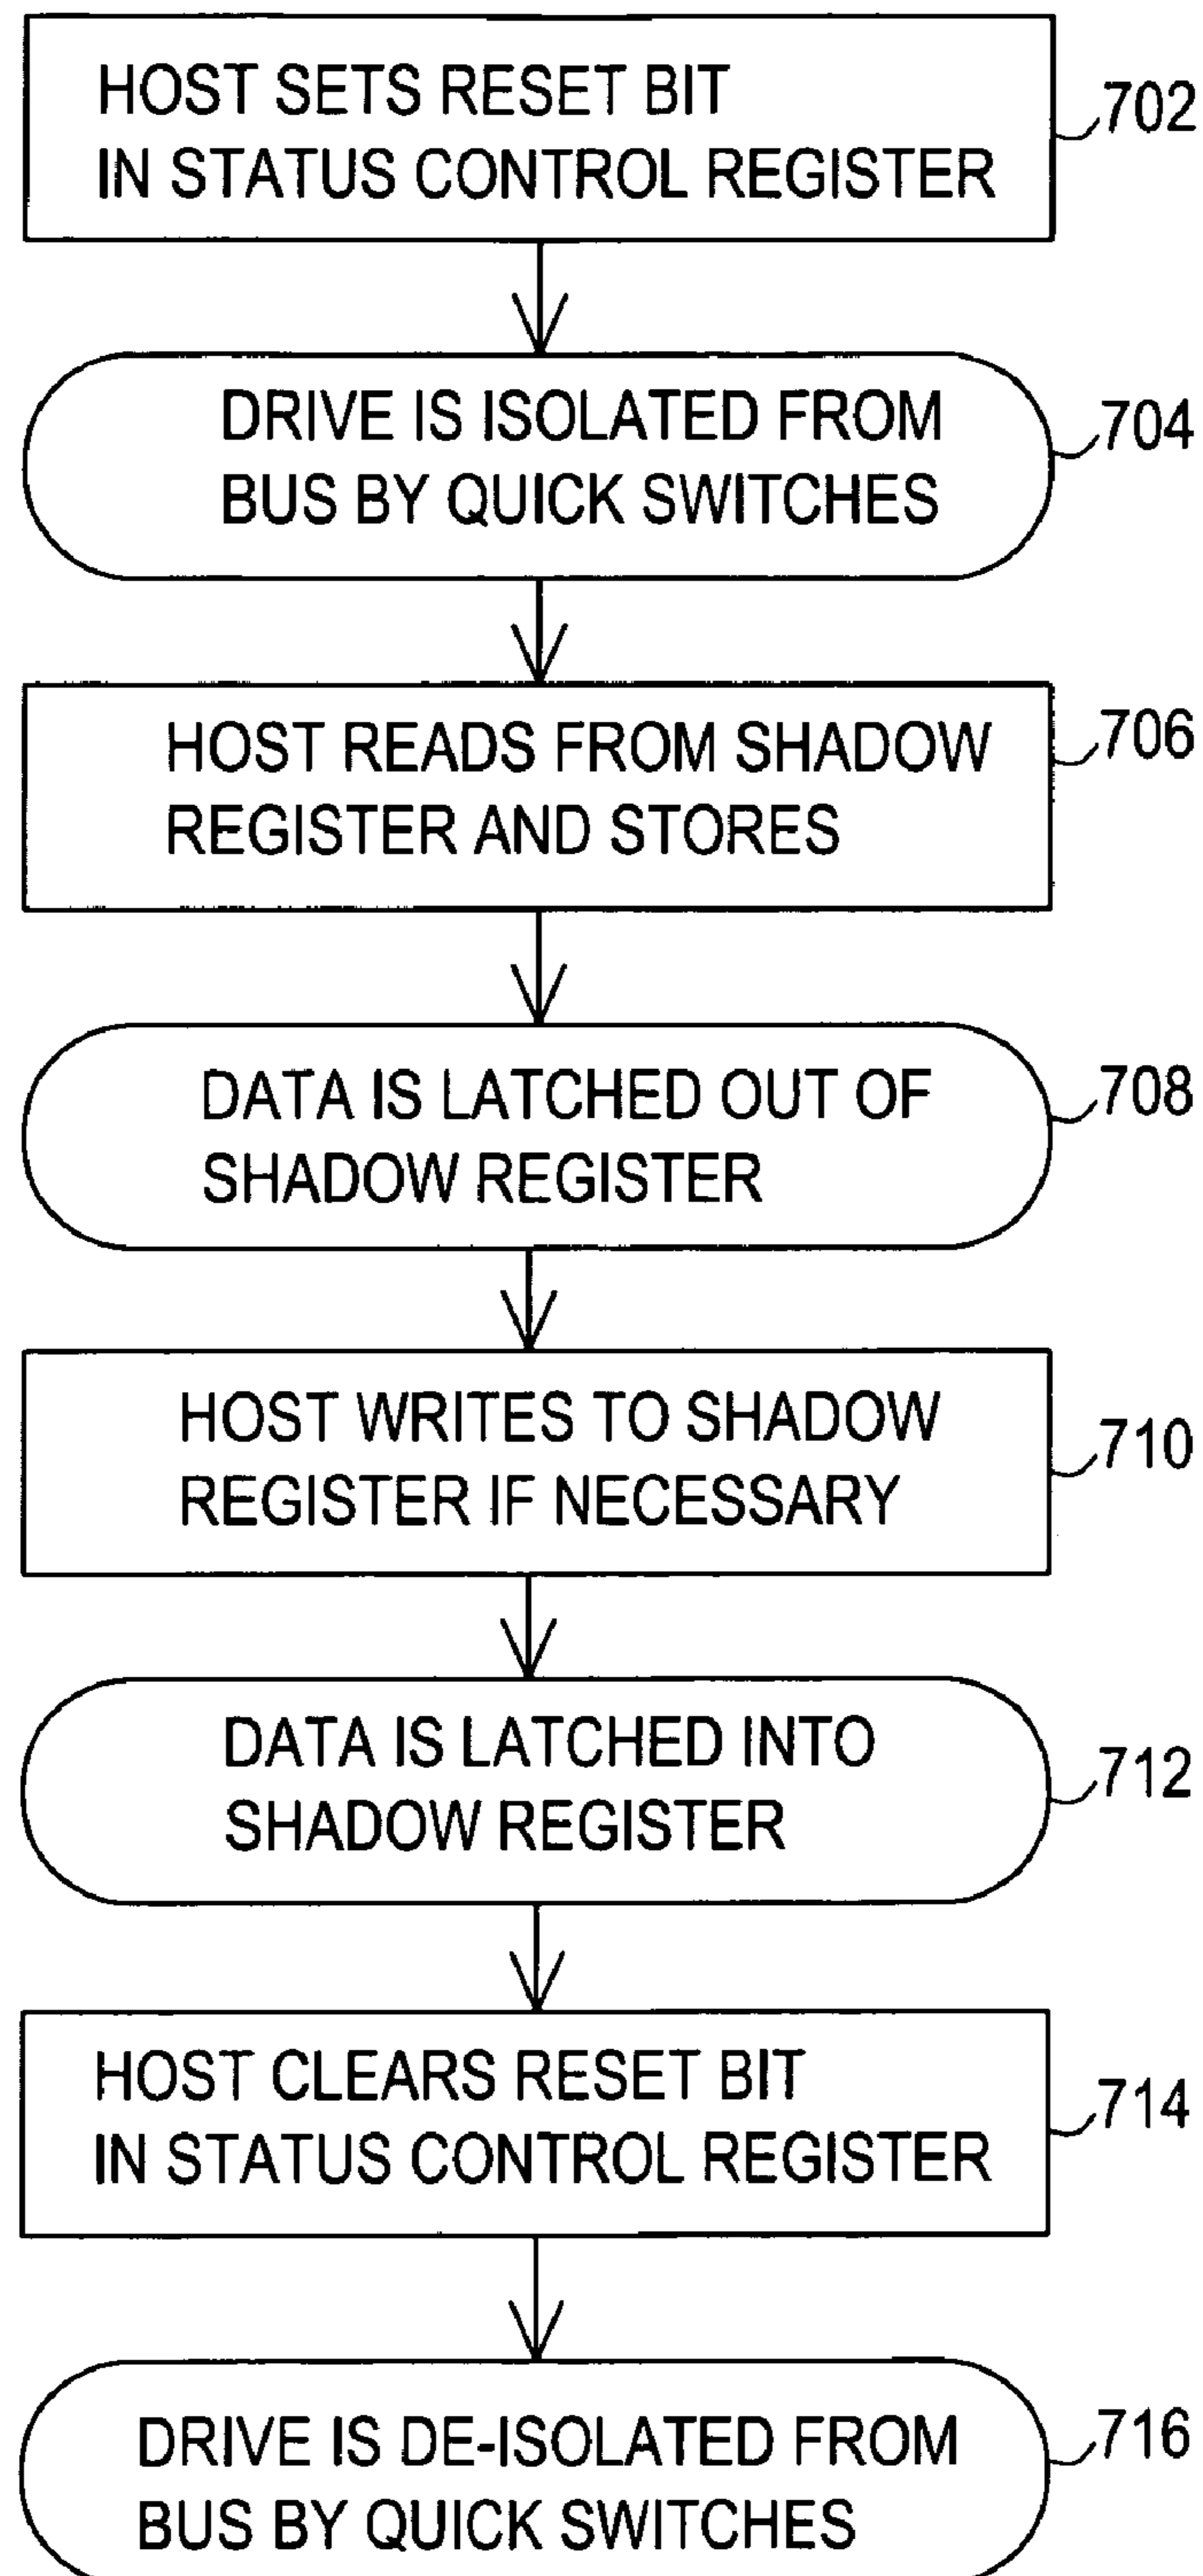 HOST SETS RESET BIT
IN STATUS CONTROL REGISTER
702
DRIVE IS ISOLATED FROM
BUS BY QUICK SWITCHES
704
HOST READS FROM SHADOW
REGISTER AND STORES
706
DATA IS LATCHED OUT OF
SHADOW REGISTER
708
HOST WRITES TO SHADOW
REGISTER IF NECESSARY
710
DATA IS LATCHED INTO
SHADOW REGISTER
712
HOST CLEARS RESET BIT
IN STATUS CONTROL REGISTER
714
DRIVE IS DE-ISOLATED FROM
BUS BY QUICK SWITCHES
716